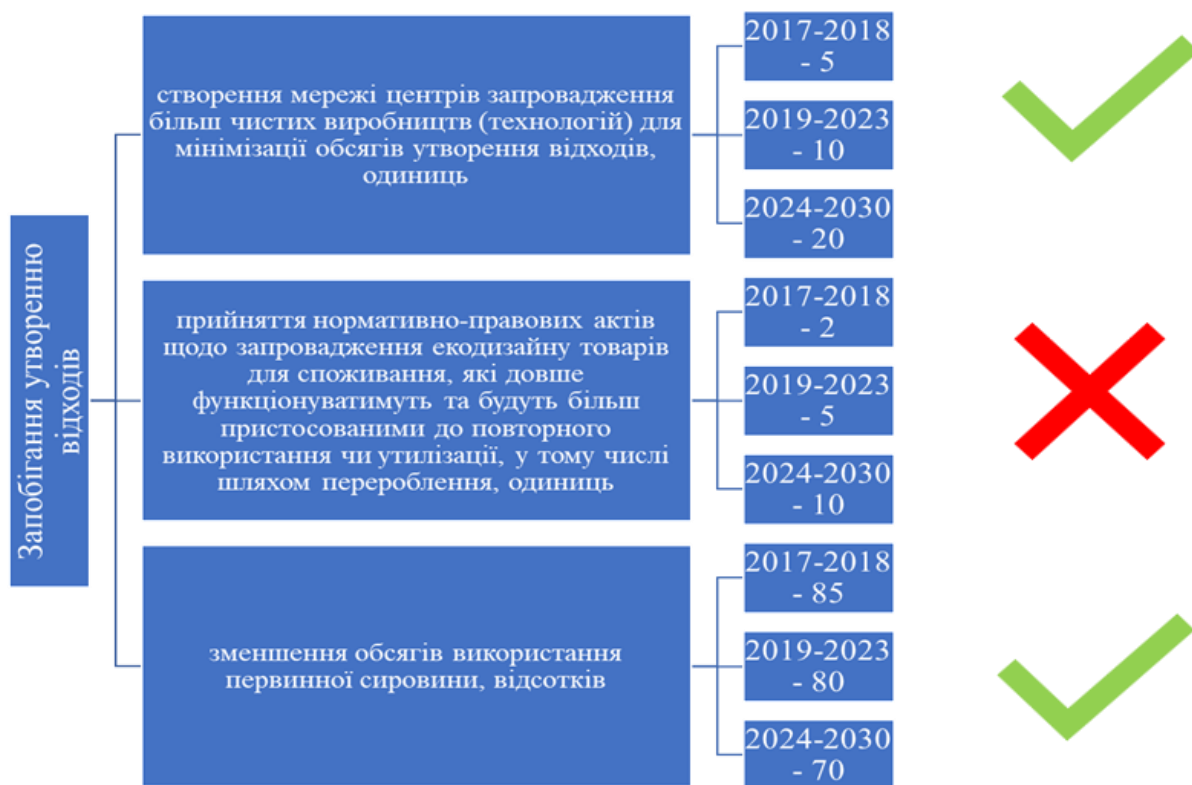 Запобігання утворенню
відходів
створення мережі центрів запровадження
більш чистих виробництв (технологій) для
мінімізації обсягів утворення відходів,
одиниць
2017-2018
- 5
2019-2023
- 10
2024-2030
- 20
прийняття нормативно-правових актів
щодо запровадження екодизайну товарів
для споживання, які довше
функціонуватимуть та будуть більш
пристосованими до повторного
використання чи утилізації, у тому числі
шляхом перероблення, одиниць
2017-2018
- 2
2019-2023
- 5
2024-2030
- 10
зменшення обсягів використання
первинної сировини, відсотків
2017-2018
- 85
2019-2023
- 80
2024-2030
- 70